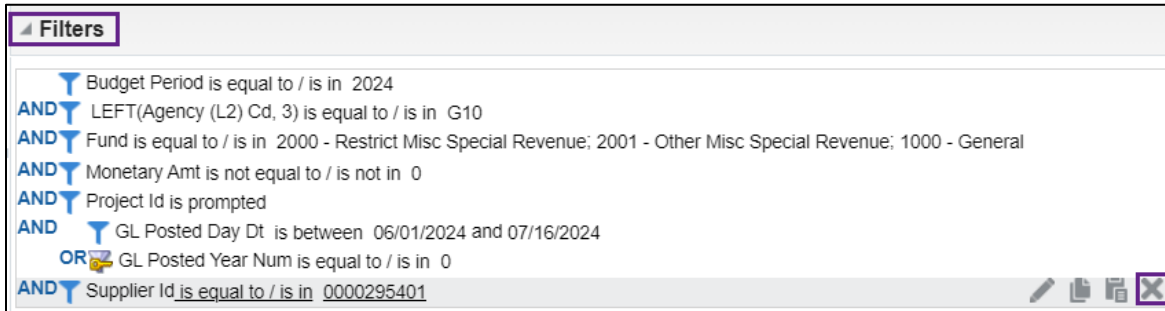 Filters
Budget Period is equal to / is in 2024
AND LEFT(Agency (L2) Cd, 3) is equal to / is in G10
AND Fund is equal to / is in 2000 - Restrict Misc Special Revenue; 2001 - Other Misc Special Revenue; 1000 - General
AND Monetary Amt is not equal to / is not in 0
AND Project Id is prompted
AND GL Posted Day Dt is between 06/01/2024 and 07/16/2024
OR GL Posted Year Num is equal to / is in 0
AND Supplier Id is equal to / is in 0000295401